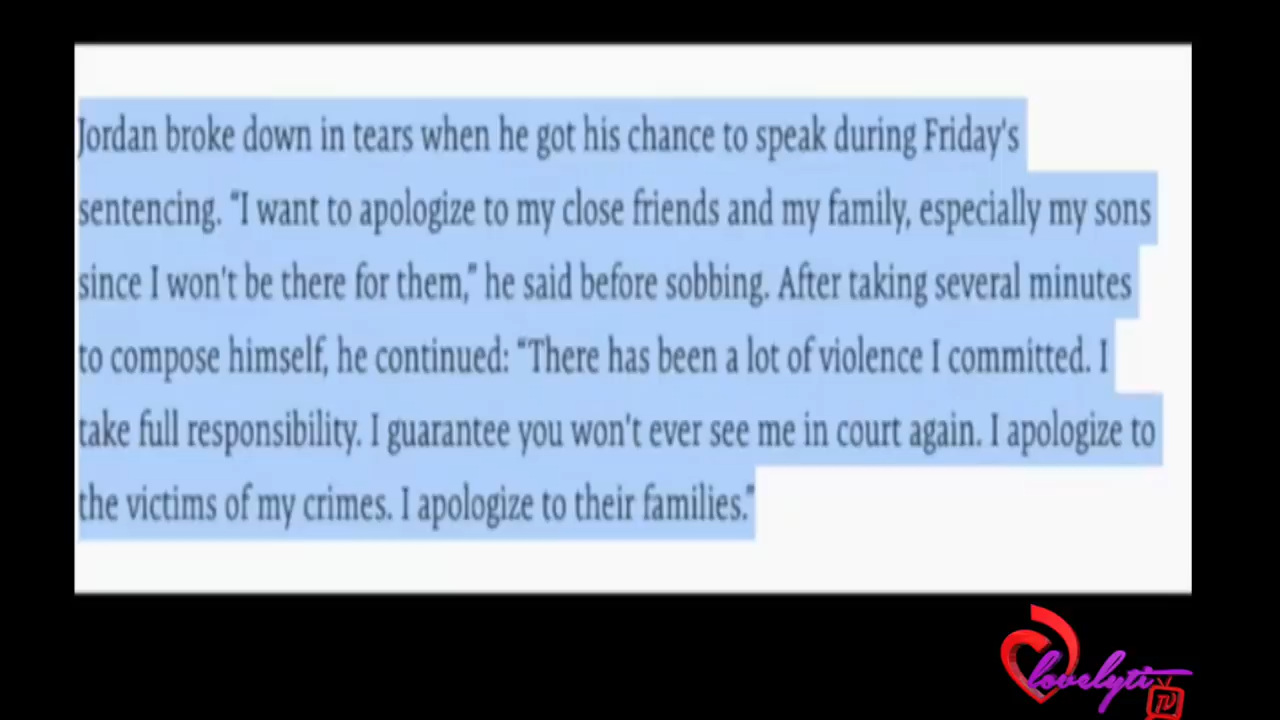 Jordan broke down in tears when he got his chance to speak during Friday's
sentencing. “I want to apologize to my close friends and my family, especially my sons
since I won't be there for them,” he said before sobbing. After taking several minutes
to compose himself, he continued: “There has been a lot of violence I committed. I
take full responsibility. I guarantee you won't ever see me in court again. I apologize to
the victims of my crimes. I apologize to their families.”
lovelyti
TV